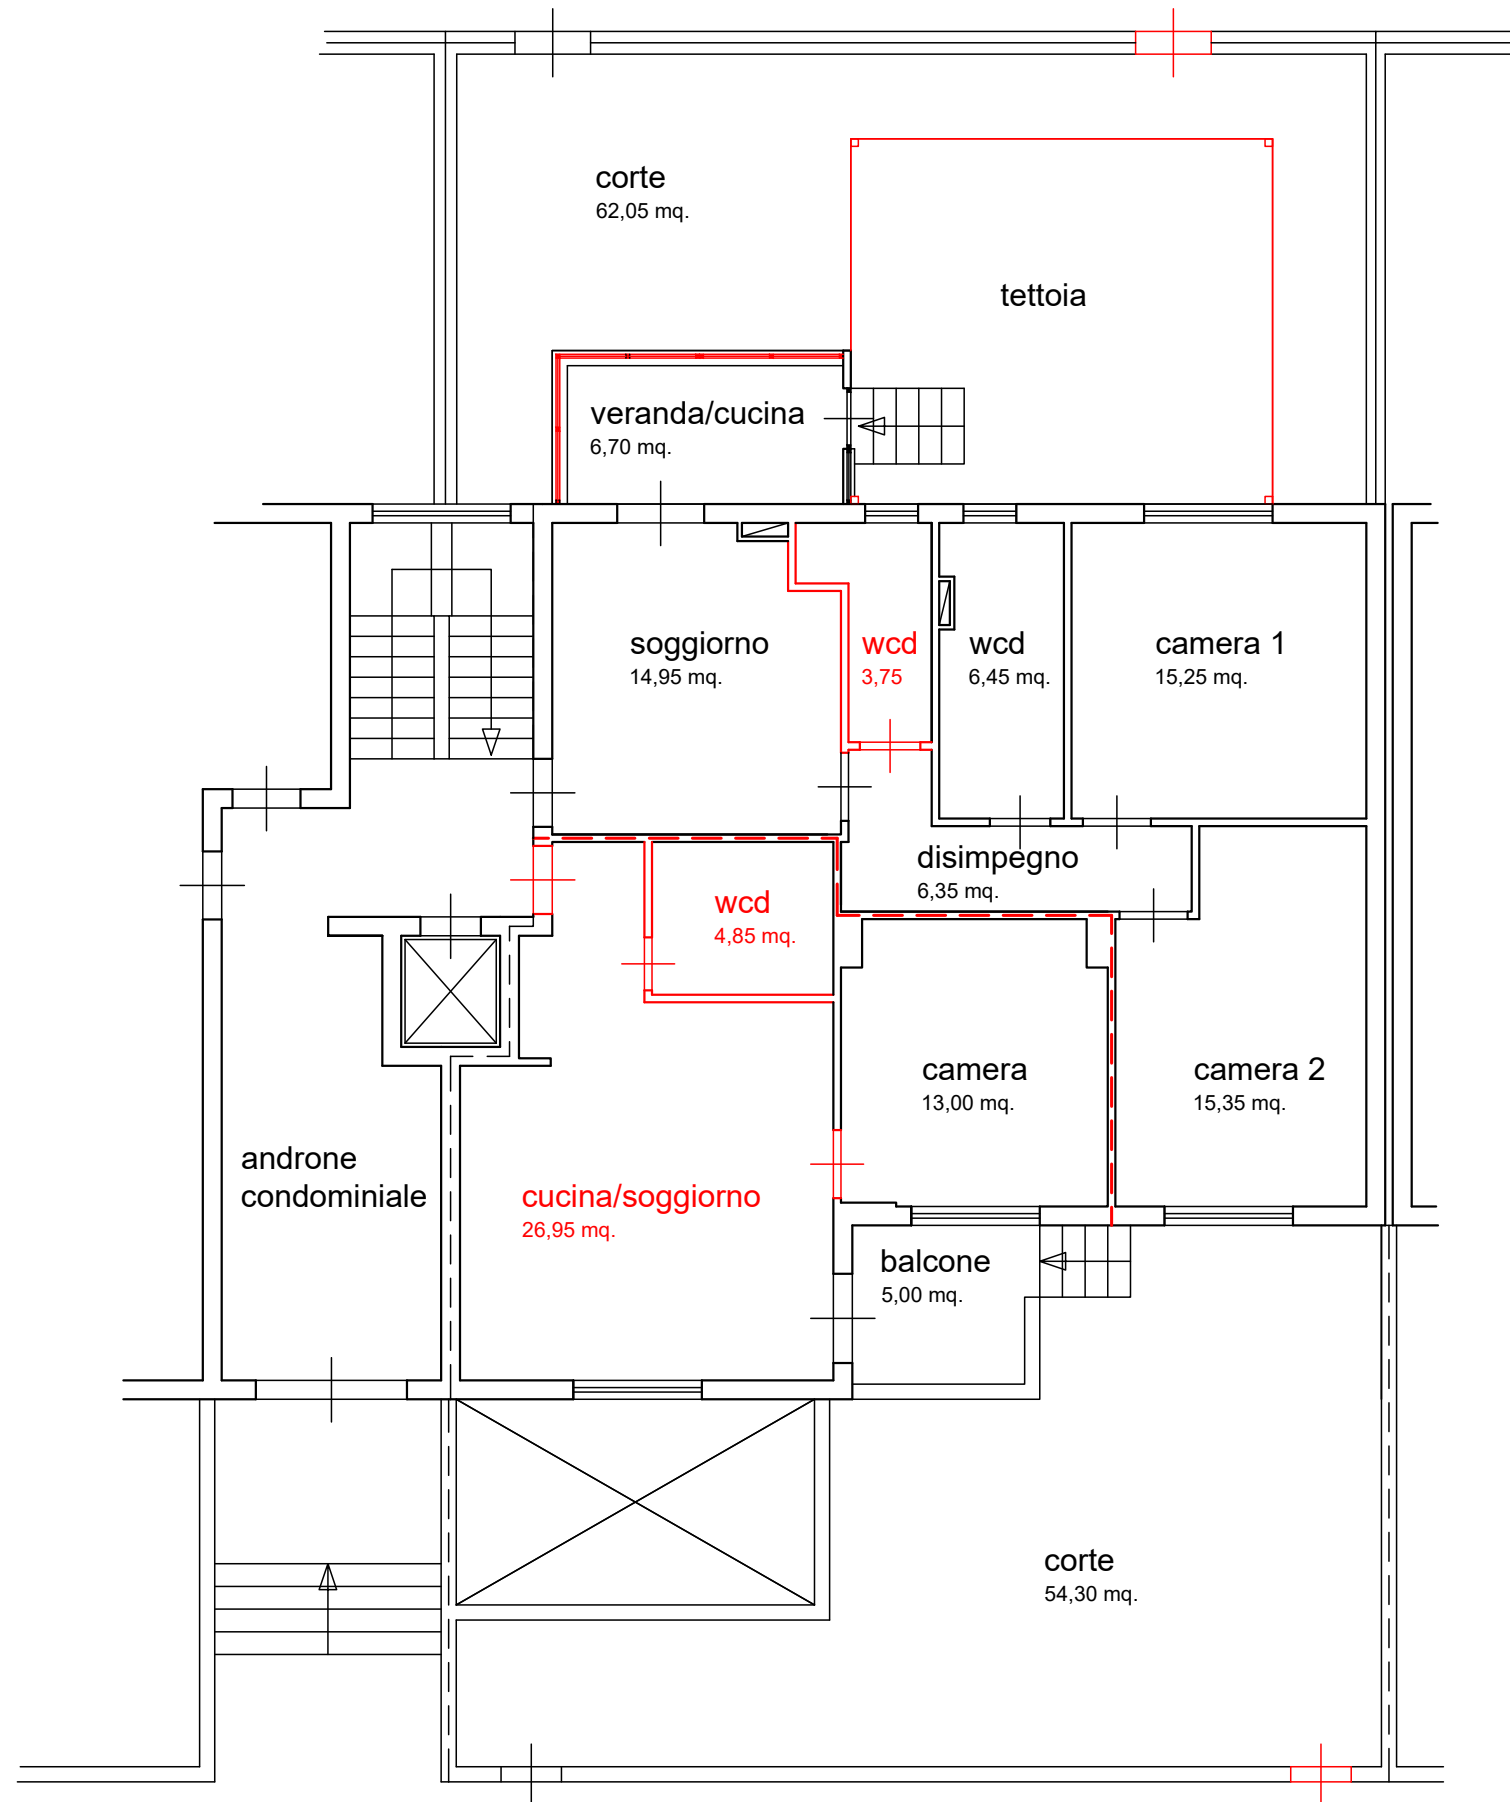 corte
62,05 mq.
tettoia
veranda/cucina
6,70 mq.
soggiorno
14,95 mq.
wcd
3,75
wcd
6,45 mq.
camera 1
15,25 mq.
disimpegno
6,35 mq.
wcd
4,85 mq.
camera
13,00 mq.
camera 2
15,35 mq.
androne
condominiale
cucina/soggiorno
26,95 mq.
balcone
5,00 mq.
corte
54,30 mq.